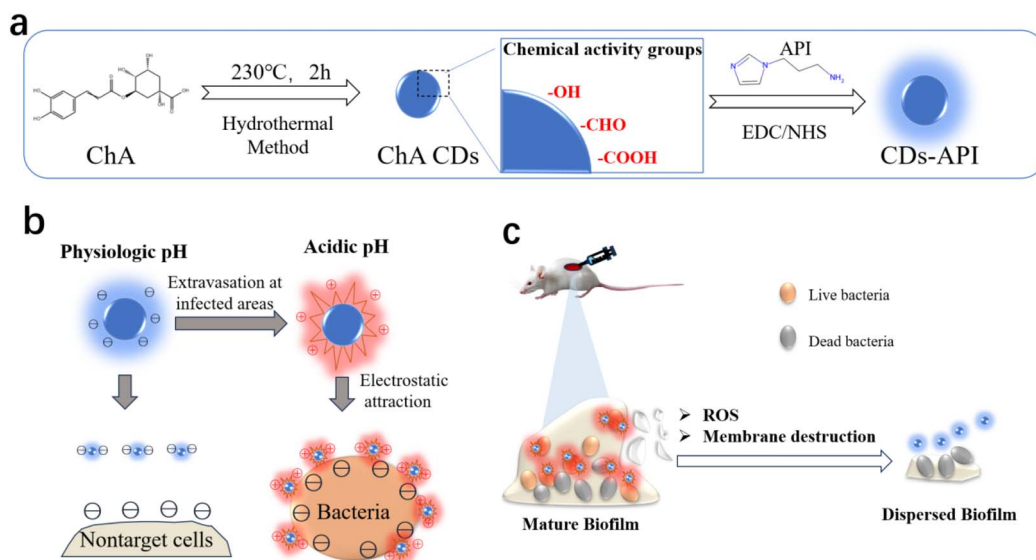 a
230℃, 2h
Hydrothermal
Method
ChA
ChA CDs
Chemical activity groups
-OH
-CHO
-COOH
API
N
N
NH₂
EDC/NHS
CDs-API
b
Physiologic pH
Acidic pH
Extravasation at
infected areas
Electrostatic
attraction
Nontarget cells
Bacteria
c
Live bacteria
Dead bacteria
➢ ROS
➢ Membrane destruction
Mature Biofilm
Dispersed Biofilm